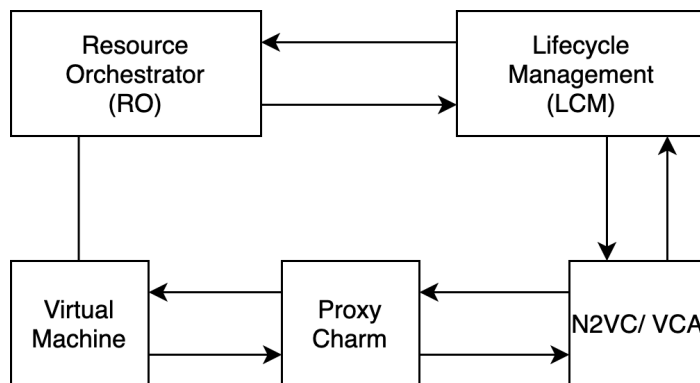 Resource
Orchestrator
(RO)
Lifecycle
Management
(LCM)
Virtual
Machine
Proxy
Charm
N2VC/ VCA